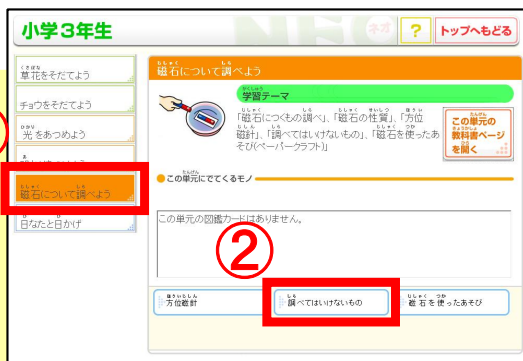 小学3年生
ネオ
?
トップへもどる
草花をそだてよう
チョウをそだてよう
光をあつめよう
磁石について調べよう
日なたと日かげ
磁石について調べよう
学習テーマ
「磁石につくもの調べ」、「磁石の性質」、「方位
磁針」、「調べてはいけないもの」、「磁石を使ったあ
そび(ペーパークラフト)」
この単元の
教科書ページ
を開く
この単元にでてくるモノ
この単元の図鑑カードはありません。
②
方位磁針
調べてはいけないもの
磁石を使ったあそび